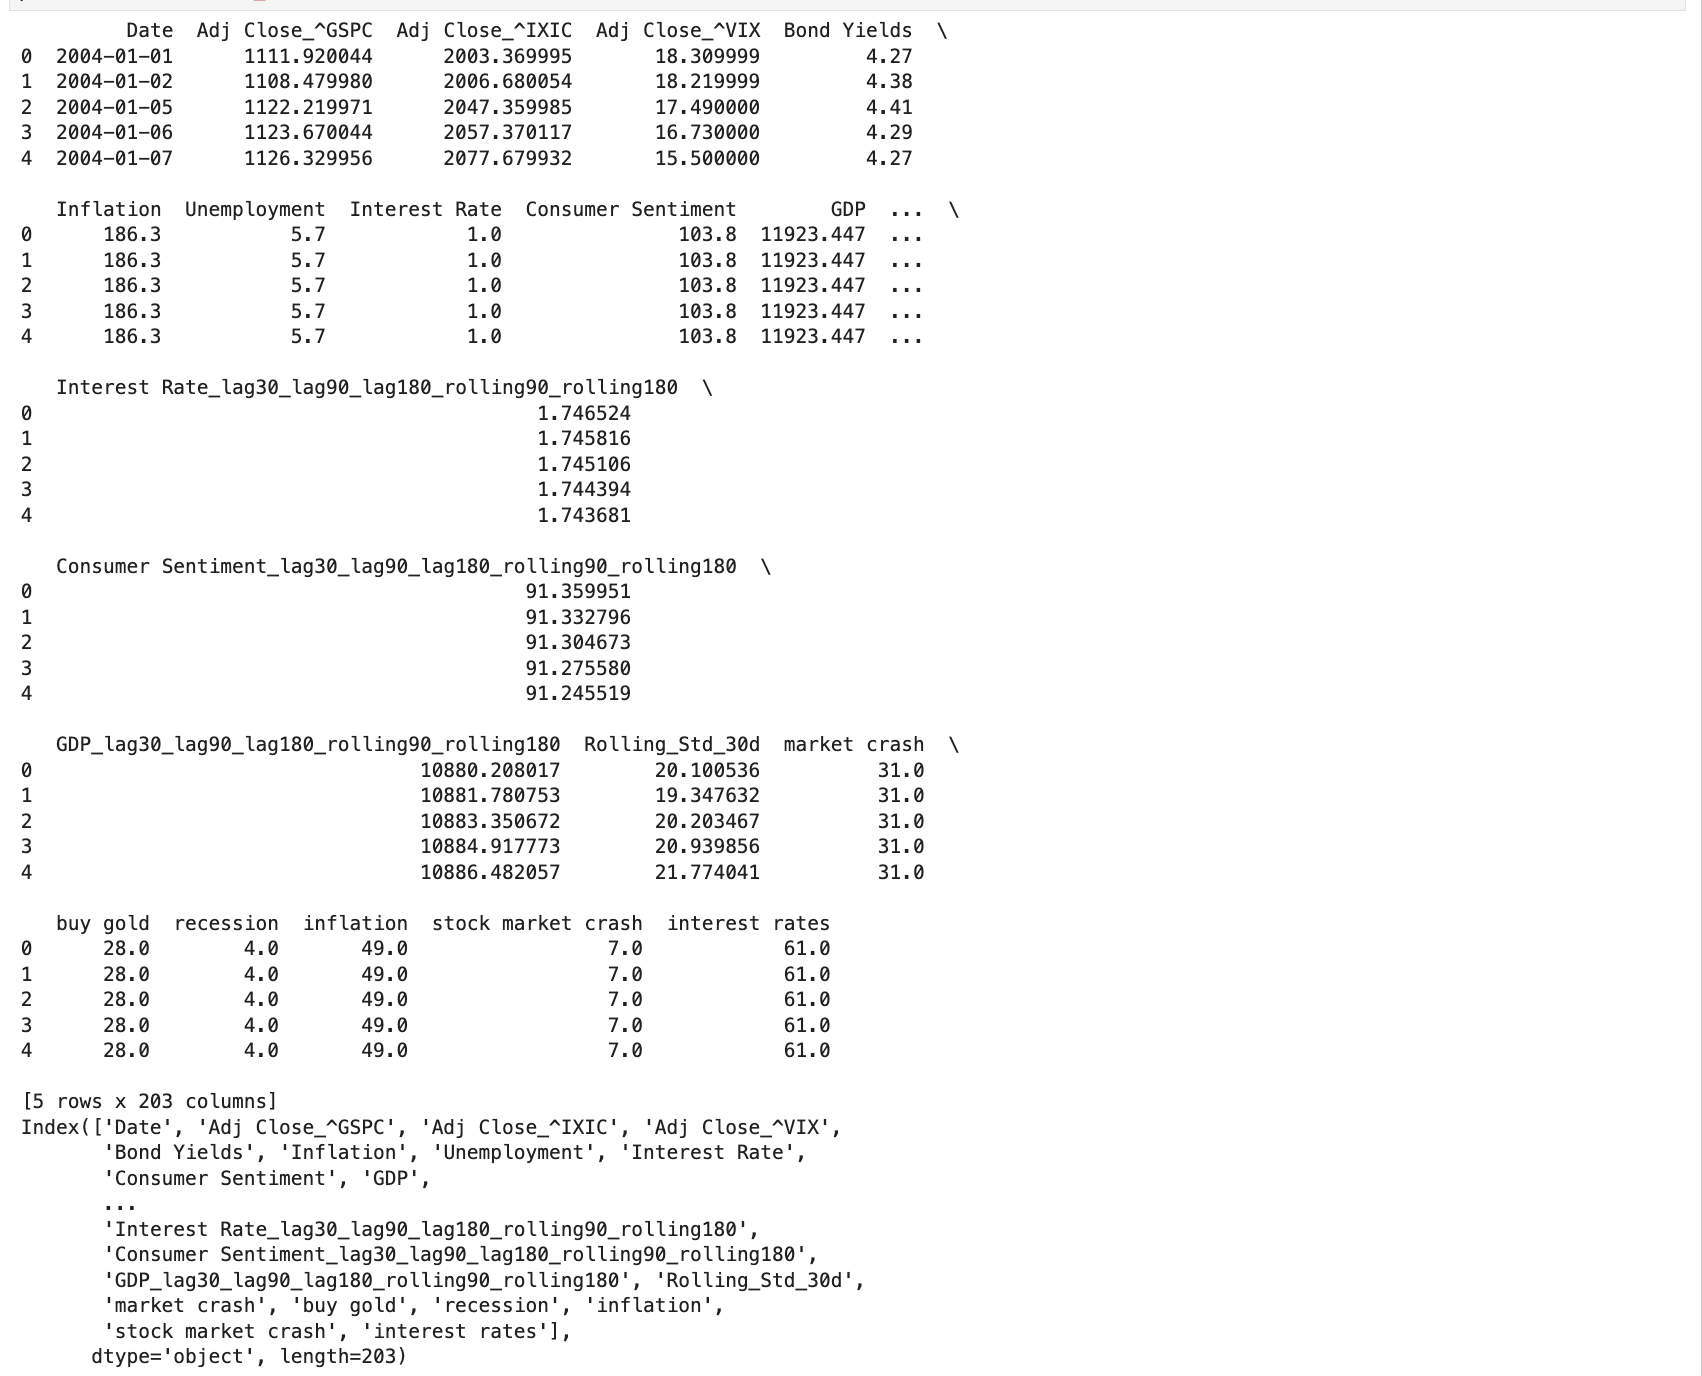 Date  Adj Close_^GSPC  Adj Close_^IXIC  Adj Close_^VIX  Bond Yields  \
0  2004-01-01      1111.920044      2003.369995       18.309999         4.27
1  2004-01-02      1108.479980      2006.680054       18.219999         4.38
2  2004-01-05      1122.219971      2047.359985       17.490000         4.41
3  2004-01-06      1123.670044      2057.370117       16.730000         4.29
4  2004-01-07      1126.329956      2077.679932       15.500000         4.27
Inflation  Unemployment  Interest Rate  Consumer Sentiment        GDP  ...  \
0      186.3           5.7            1.0               103.8  11923.447  ...
1      186.3           5.7            1.0               103.8  11923.447  ...
2      186.3           5.7            1.0               103.8  11923.447  ...
3      186.3           5.7            1.0               103.8  11923.447  ...
4      186.3           5.7            1.0               103.8  11923.447  ...
Interest Rate_lag30_lag90_lag180_rolling90_rolling180  \
0                                           1.746524
1                                           1.745816
2                                           1.745106
3                                           1.744394
4                                           1.743681
Consumer Sentiment_lag30_lag90_lag180_rolling90_rolling180  \
0                                          91.359951
1                                          91.332796
2                                          91.304673
3                                          91.275580
4                                          91.245519
GDP_lag30_lag90_lag180_rolling90_rolling180  Rolling_Std_30d  market crash  \
0                                 10880.208017        20.100536          31.0
1                                 10881.780753        19.347632          31.0
2                                 10883.350672        20.203467          31.0
3                                 10884.917773        20.939856          31.0
4                                 10886.482057        21.774041          31.0
buy gold  recession  inflation  stock market crash  interest rates
0      28.0        4.0       49.0                 7.0            61.0
1      28.0        4.0       49.0                 7.0            61.0
2      28.0        4.0       49.0                 7.0            61.0
3      28.0        4.0       49.0                 7.0            61.0
4      28.0        4.0       49.0                 7.0            61.0
[5 rows x 203 columns]
Index(['Date', 'Adj Close_^GSPC', 'Adj Close_^IXIC', 'Adj Close_^VIX',
'Bond Yields', 'Inflation', 'Unemployment', 'Interest Rate',
'Consumer Sentiment', 'GDP',
...
'Interest Rate_lag30_lag90_lag180_rolling90_rolling180',
'Consumer Sentiment_lag30_lag90_lag180_rolling90_rolling180',
'GDP_lag30_lag90_lag180_rolling90_rolling180', 'Rolling_Std_30d',
'market crash', 'buy gold', 'recession', 'inflation',
'stock market crash', 'interest rates'],
dtype='object', length=203)